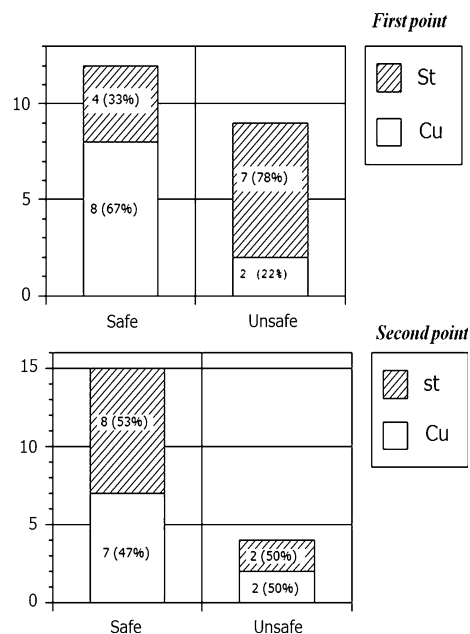 First point
St
Cu
10
5
0
4 (33%)
8 (67%)
7 (78%)
2 (22%)
Safe
Unsafe
Second point
st
Cu
15
10
5
0
8 (53%)
7 (47%)
2 (50%)
2 (50%)
Safe
Unsafe